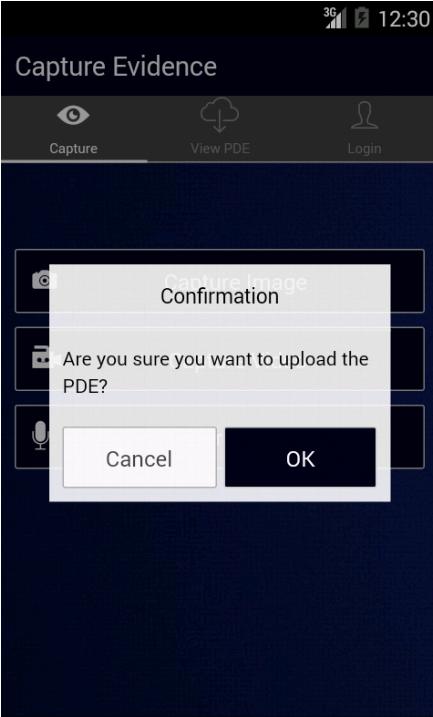 3G 12:30
Capture Evidence
Capture View PDE Login
Capture Image
Confirmation
Are you sure you want to upload the
PDE?
Cancel OK